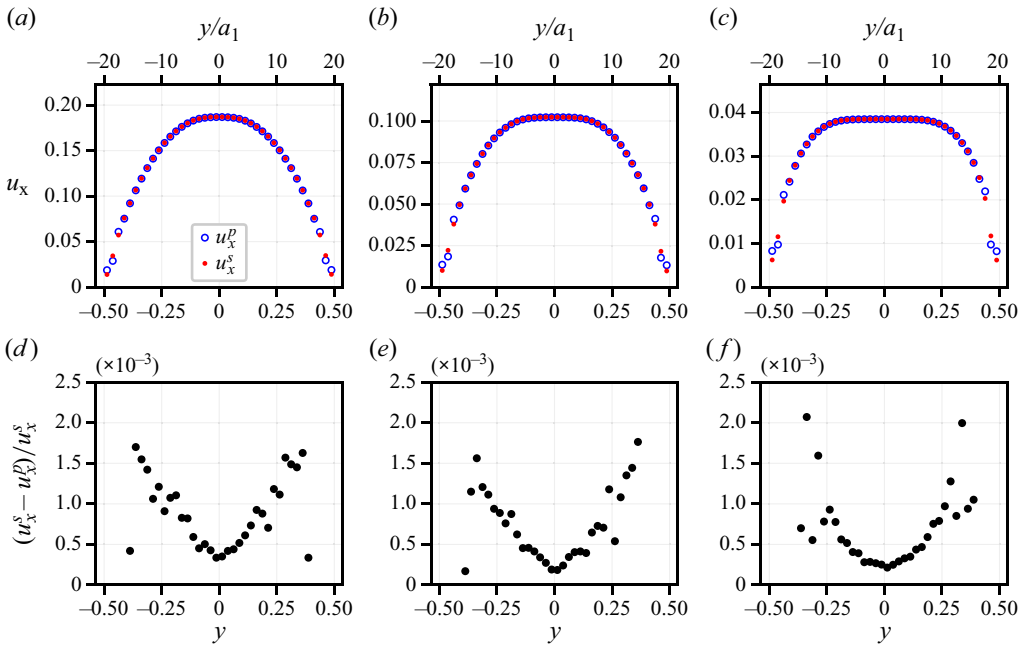 (a) (b) (c)
y/a₁ y/a₁ y/a₁
–20 –10 0 10 20 –20 –10 0 10 20 –20 –10 0 10 20
0.20 0.100 0.04
0.15 0.075 0.03
uₓ
0.10 0.050 0.02
0.05 0.025 0.01
uₓᵖ
uₓˢ
0 0 0
–0.50 –0.25 0 0.25 0.50 –0.50 –0.25 0 0.25 0.50 –0.50 –0.25 0 0.25 0.50
(d) (×10⁻³) (e) (×10⁻³) (f) (×10⁻³)
2.5 2.5 2.5
2.0 2.0 2.0
1.5 1.5 1.5
(uₓˢ – uₓᵖ)/uₓˢ
1.0 1.0 1.0
0.5 0.5 0.5
0 0 0
–0.50 –0.25 0 0.25 0.50 –0.50 –0.25 0 0.25 0.50 –0.50 –0.25 0 0.25 0.50
y y y